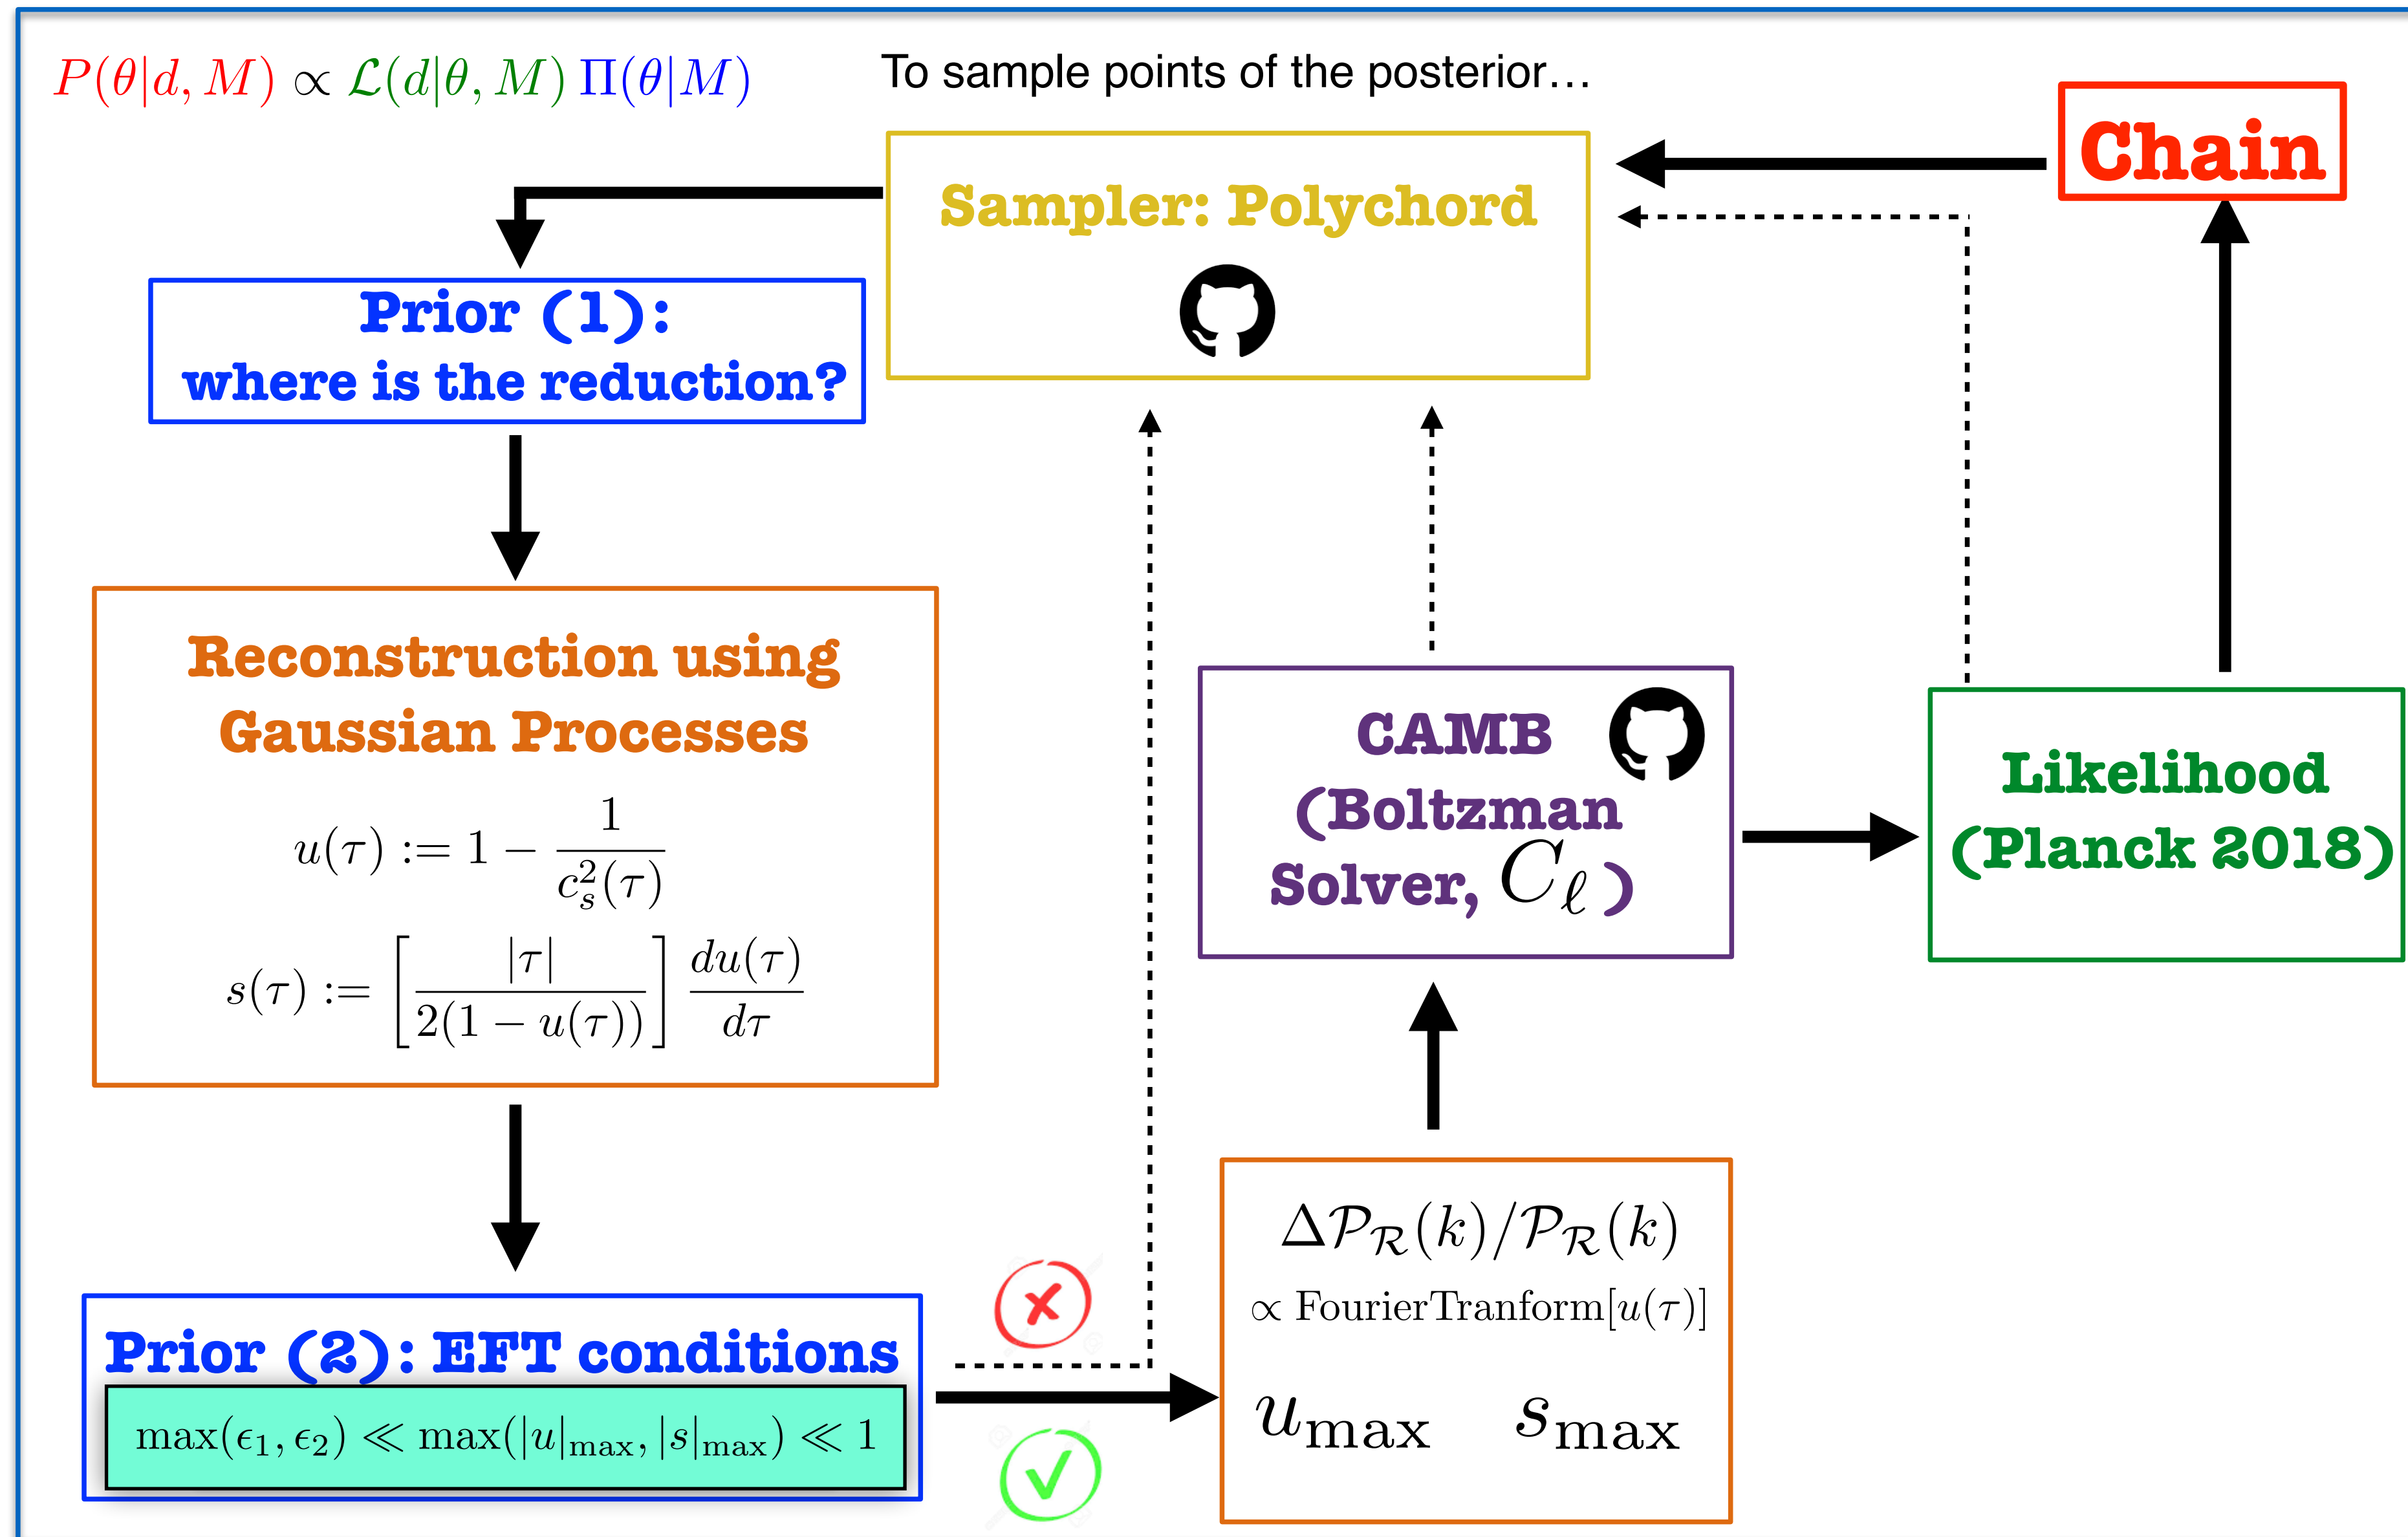 P(θ|d, M) ∝ ℒ(d|θ, M) Π(θ|M)
To sample points of the posterior...
Chain
Sampler: Polychord
Prior (1):
where is the reduction?
Reconstruction using
Gaussian Processes
u(τ) := 1 − 1/c_s^2(τ)
s(τ) := [|τ|/2(1 − u(τ))] du(τ)/dτ
CAMB
(Boltzman
Solver, C_ℓ )
Likelihood
(Planck 2018)
Prior (2): EFT conditions
max(ϵ₁, ϵ₂) ≪ max(|u|_max, |s|_max) ≪ 1
Δ𝒫_ℛ(k)/𝒫_ℛ(k)
∝ FourierTranform[u(τ)]
u_max s_max